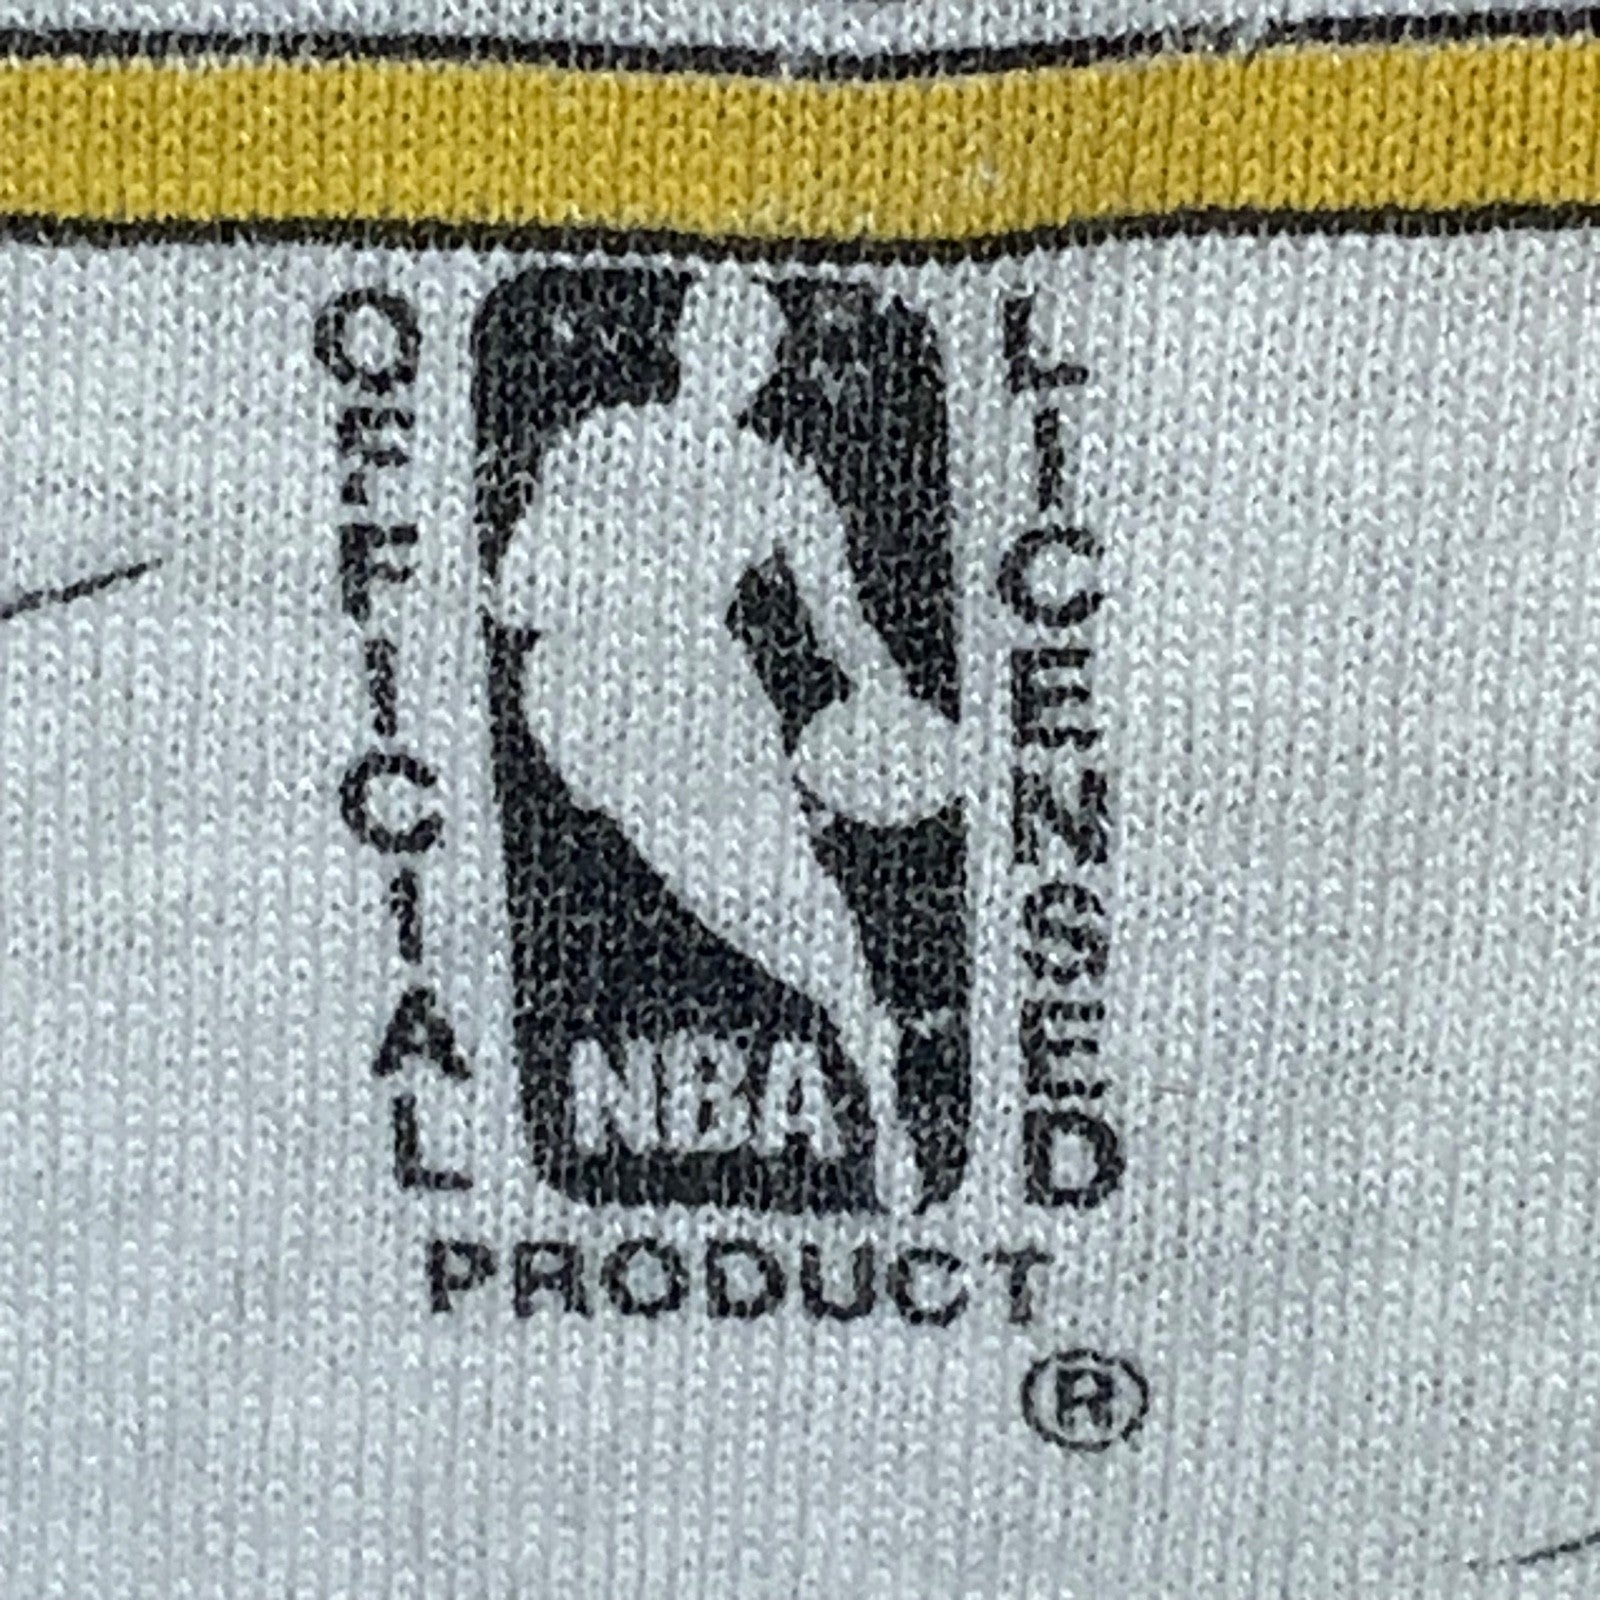 OFFICIAL
LICENSED
NBA
PRODUCT
®